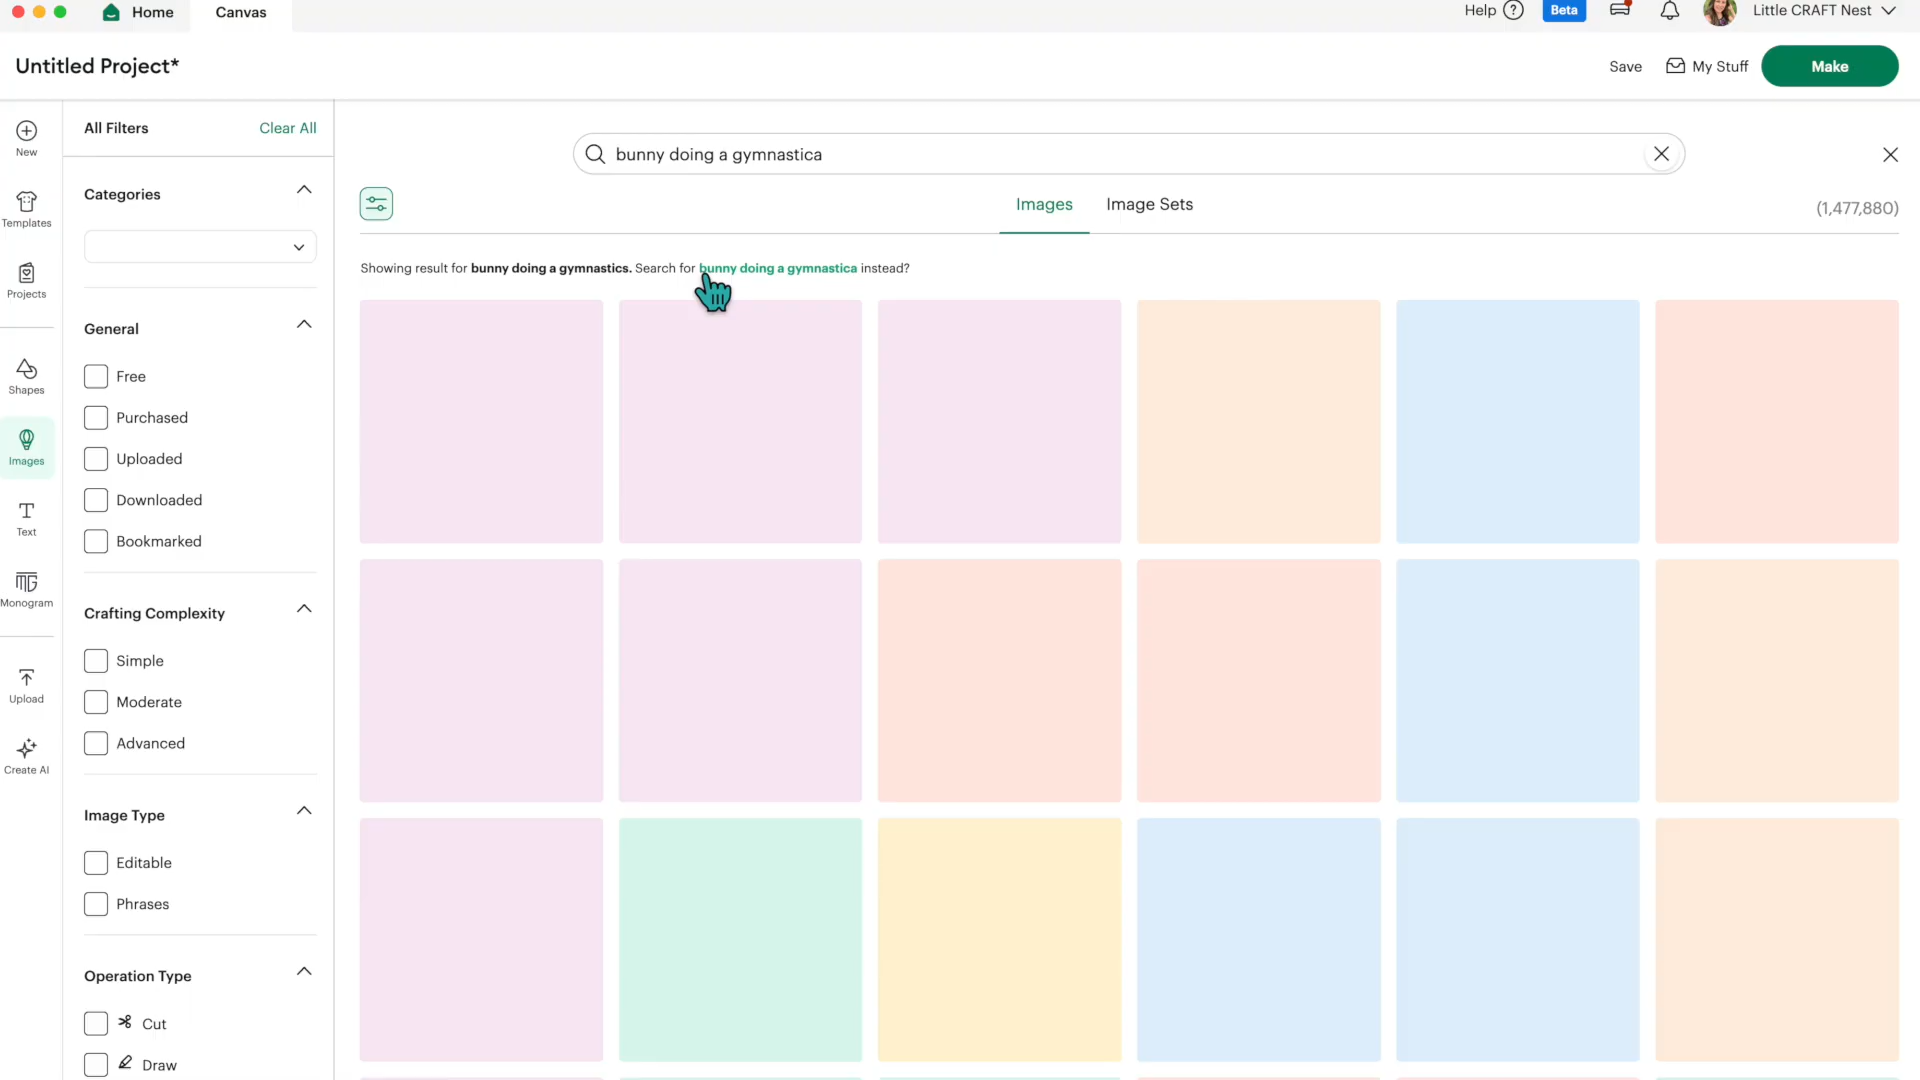 Home
Canvas
Help
Beta
Little CRAFT Nest
Untitled Project*
Save
My Stuff
Make
New
Templates
Projects
Shapes
Images
Text
Monogram
Upload
Create AI
All Filters
Clear All
Categories
General
Free
Purchased
Uploaded
Downloaded
Bookmarked
Crafting Complexity
Simple
Moderate
Advanced
Image Type
Editable
Phrases
Operation Type
Cut
Draw
bunny doing a gymnastica
Images
Image Sets
(1,477,880)
Showing result for bunny doing a gymnastics. Search for bunny doing a gymnastica instead?